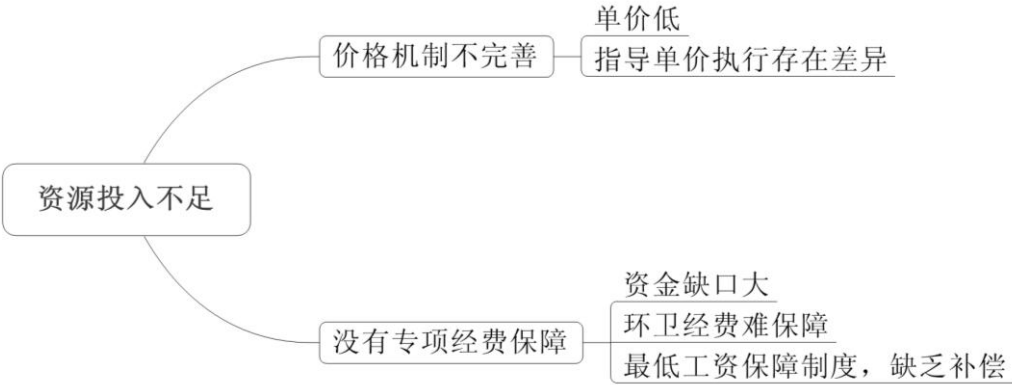 资源投入不足
价格机制不完善
单价低
指导单价执行存在差异
没有专项经费保障
资金缺口大
环卫经费难保障
最低工资保障制度，缺乏补偿